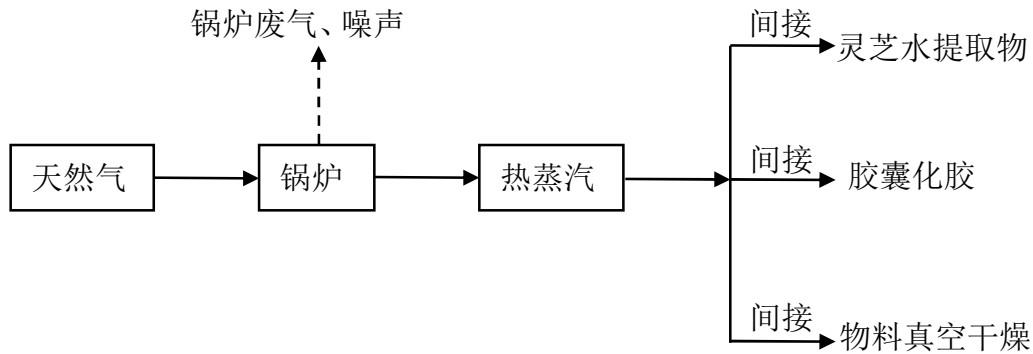 锅炉废气、噪声
间接
灵芝水提取物
天然气
锅炉
热蒸汽
间接
胶囊化胶
间接
物料真空干燥